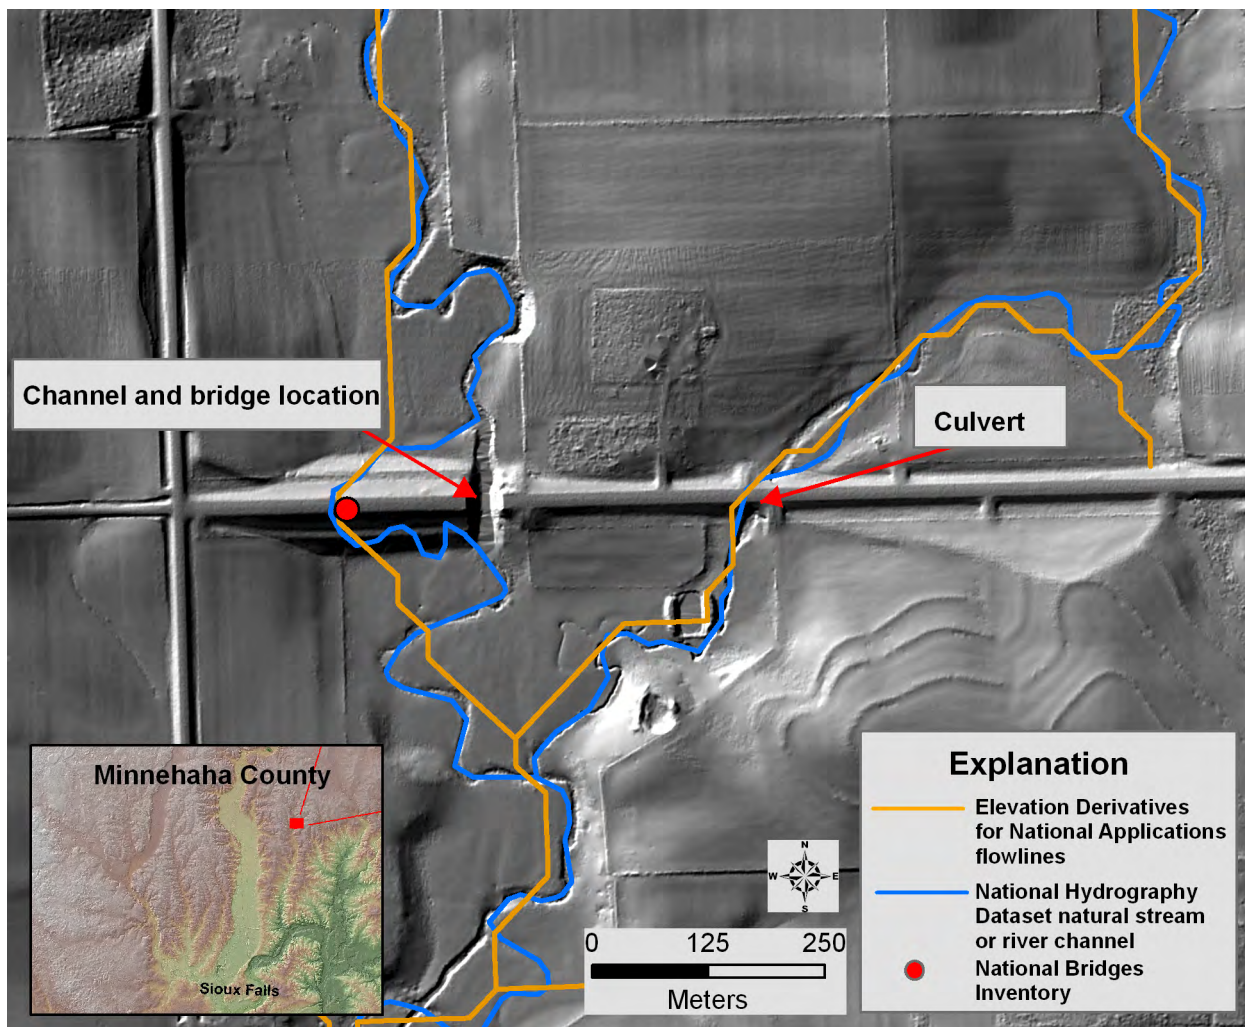 Channel and bridge location
Culvert
Minnehaha County
Sioux Falls
N
W
E
S
0
125
250
Meters
Explanation
Elevation Derivatives
for National Applications
flowlines
National Hydrography
Dataset natural stream
or river channel
National Bridges
Inventory